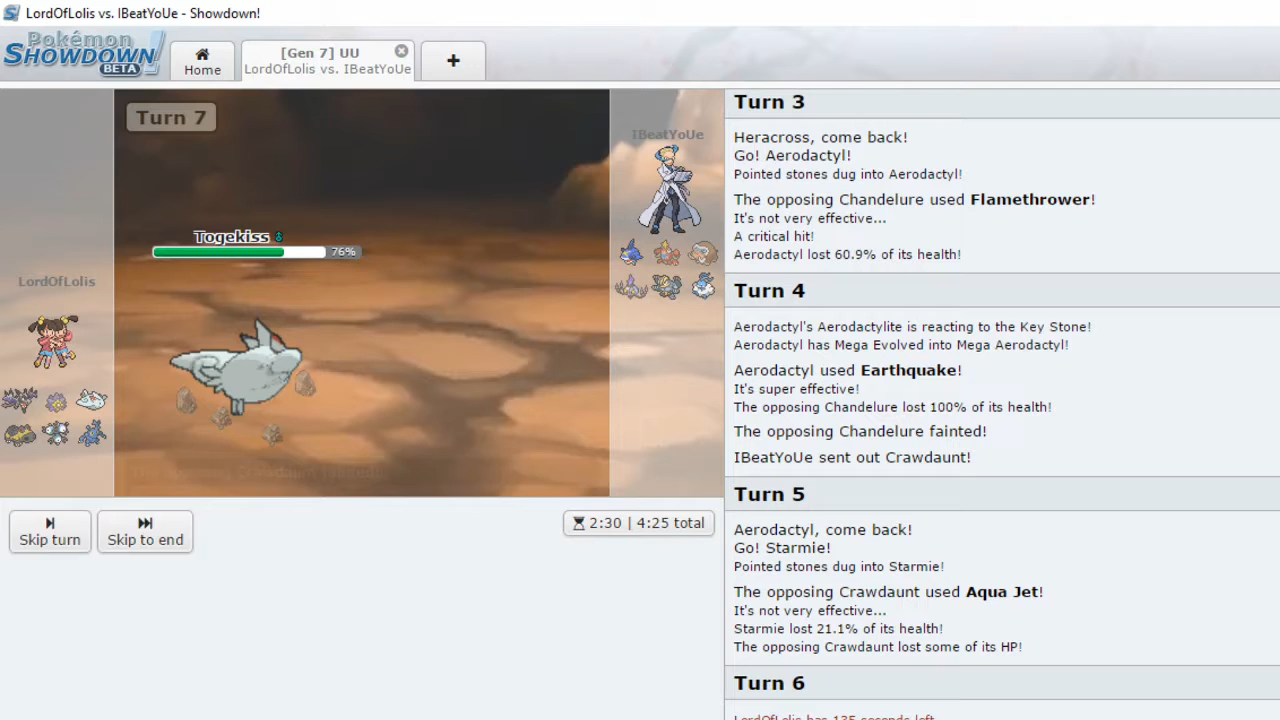 LordOfLolis vs. IBeatYoUe - Showdown!
Pokémon
SHOWDOWN!
BETA
Home
[Gen 7] UU
LordOfLolis vs. IBeatYoUe
+
Turn 7
IBeatYoUe
Togekiss
76%
LordOfLolis
Skip turn
Skip to end
2:30 | 4:25 total
Turn 3
Heracross, come back!
Go! Aerodactyl!
Pointed stones dug into Aerodactyl!
The opposing Chandelure used Flamethrower!
It's not very effective...
A critical hit!
Aerodactyl lost 60.9% of its health!
Turn 4
Aerodactyl's Aerodactylite is reacting to the Key Stone!
Aerodactyl has Mega Evolved into Mega Aerodactyl!
Aerodactyl used Earthquake!
It's super effective!
The opposing Chandelure lost 100% of its health!
The opposing Chandelure fainted!
IBeatYoUe sent out Crawdaunt!
Turn 5
Aerodactyl, come back!
Go! Starmie!
Pointed stones dug into Starmie!
The opposing Crawdaunt used Aqua Jet!
It's not very effective...
Starmie lost 21.1% of its health!
The opposing Crawdaunt lost some of its HP!
Turn 6
LordOfLolis has 135 seconds left.